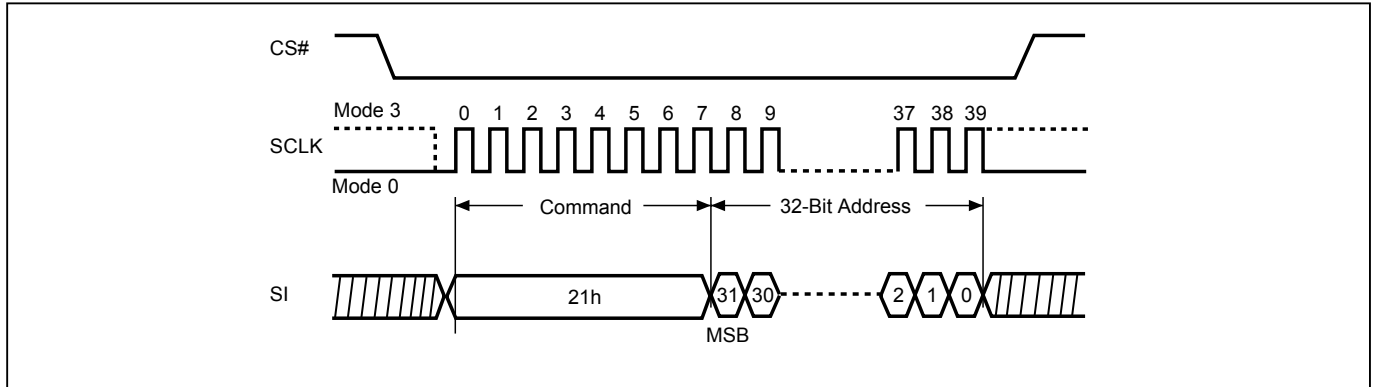 CS#
Mode 3
0 1 2 3 4 5 6 7 8 9 37 38 39
SCLK
Mode 0
Command 32-Bit Address
SI 21h 31 30 2 1 0
MSB